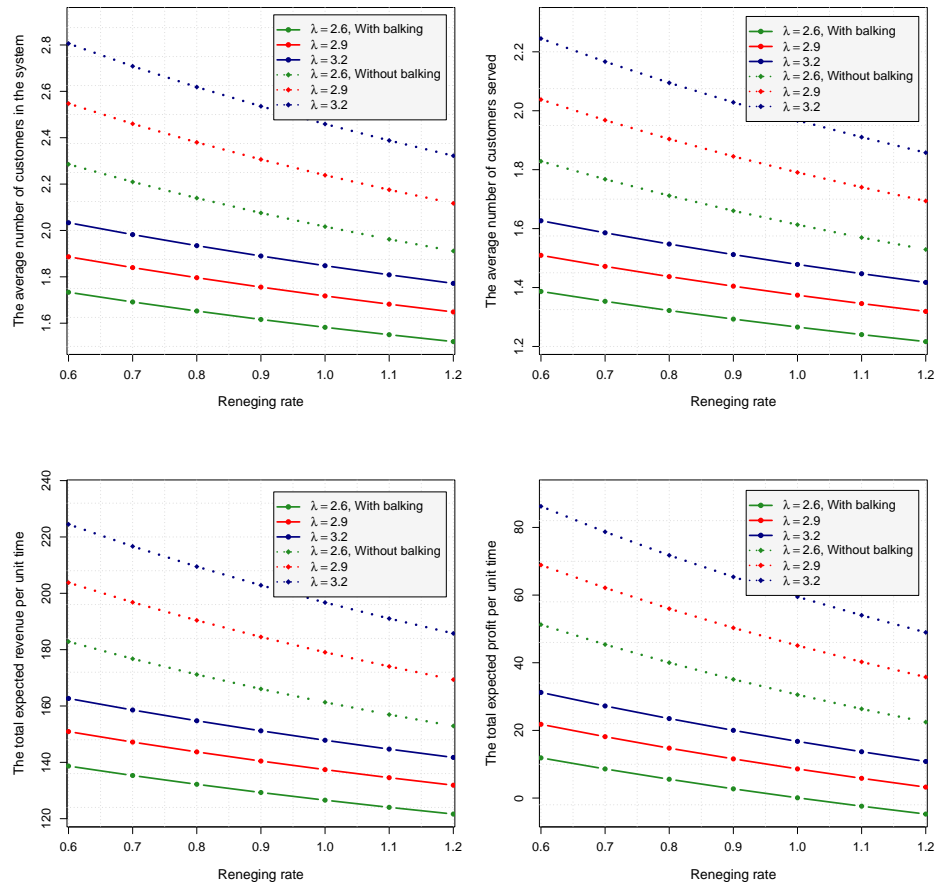 The average number of customers in the system
1.6 1.8 2.0 2.2 2.4 2.6 2.8
λ = 2.6, With balking
λ = 2.9
λ = 3.2
λ = 2.6, Without balking
λ = 2.9
λ = 3.2
0.6 0.7 0.8 0.9 1.0 1.1 1.2
Reneging rate
The average number of customers served
1.2 1.4 1.6 1.8 2.0 2.2
λ = 2.6, With balking
λ = 2.9
λ = 3.2
λ = 2.6, Without balking
λ = 2.9
λ = 3.2
0.6 0.7 0.8 0.9 1.0 1.1 1.2
Reneging rate
The total expected revenue per unit time
120 140 160 180 200 220 240
λ = 2.6, With balking
λ = 2.9
λ = 3.2
λ = 2.6, Without balking
λ = 2.9
λ = 3.2
0.6 0.7 0.8 0.9 1.0 1.1 1.2
Reneging rate
The total expected profit per unit time
0 20 40 60 80
λ = 2.6, With balking
λ = 2.9
λ = 3.2
λ = 2.6, Without balking
λ = 2.9
λ = 3.2
0.6 0.7 0.8 0.9 1.0 1.1 1.2
Reneging rate